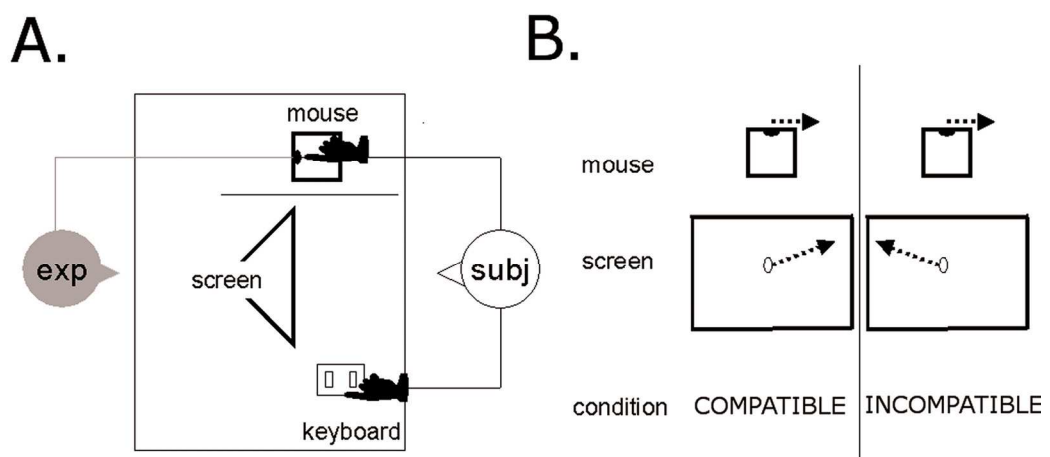 A.
mouse
exp
screen
subj
keyboard
B.
mouse
screen
condition
COMPATIBLE
INCOMPATIBLE